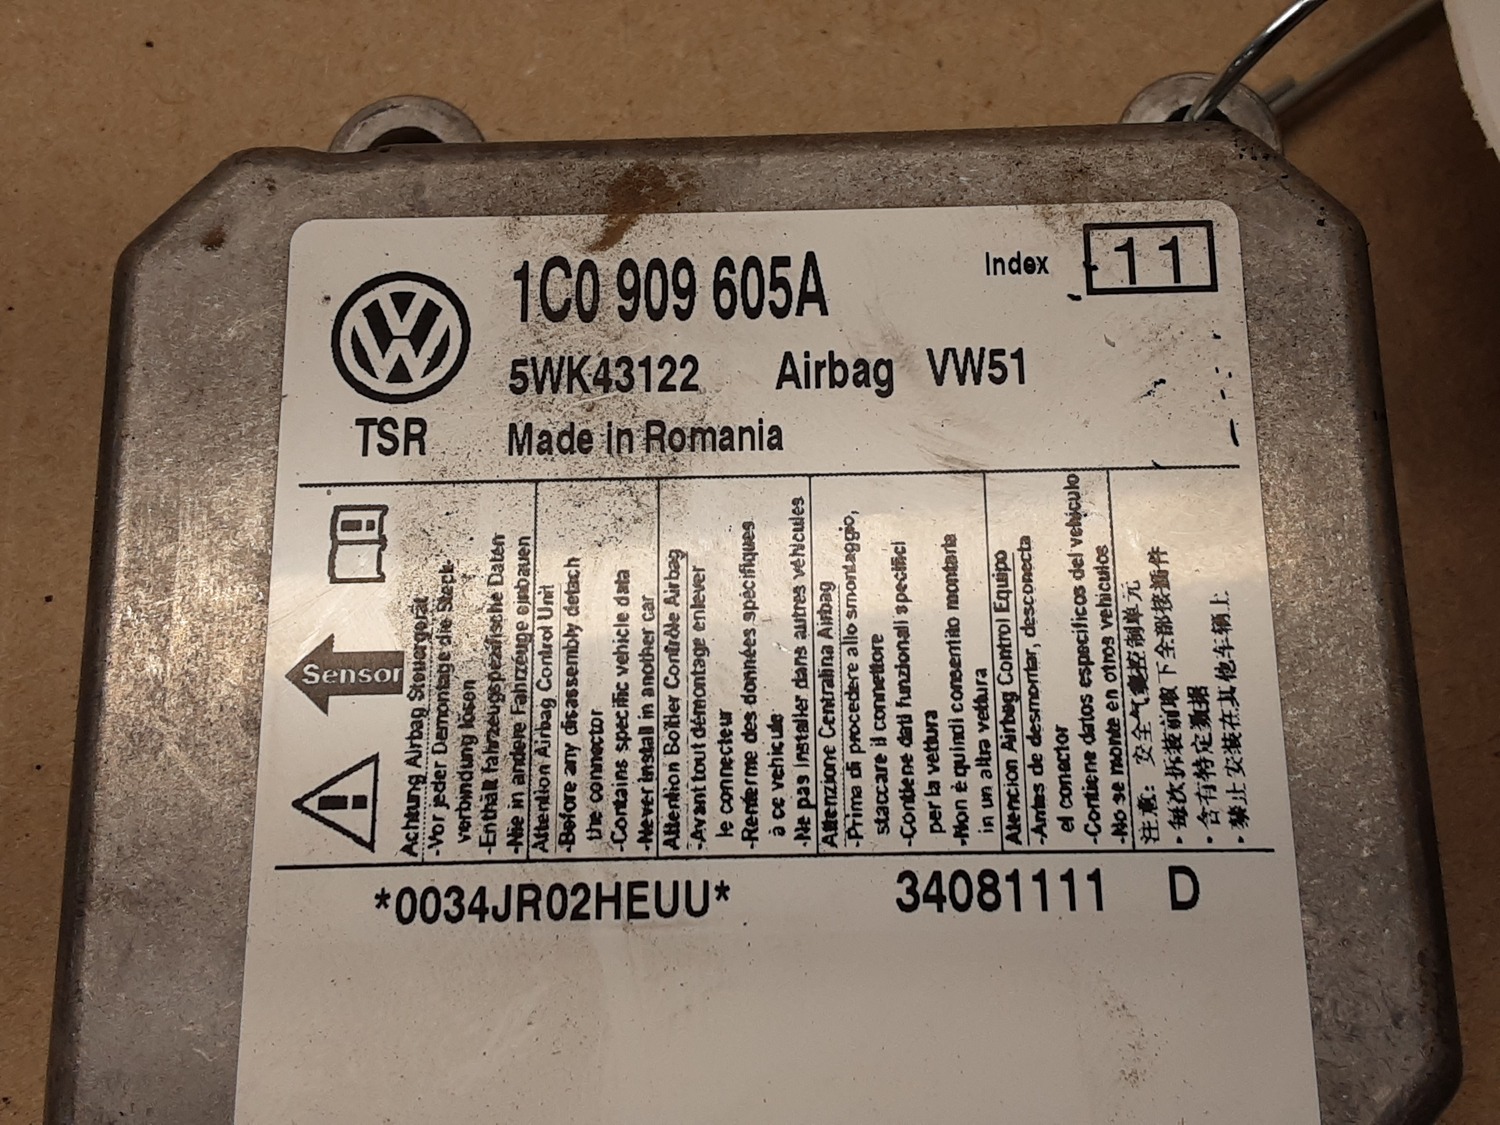 1C0 909 605A
Index 11
5WK43122 Airbag VW51
TSR
Made in Romania
Sensor
Achtung Airbag Steuergerät
-Vor jeder Demontage die Steck-
verbindung lösen
-Enthält fahrzeugspezifische Daten
-Nie in andere Fahrzeuge einbauen
Attention Airbag Control Unit
-Before any disassembly detach
the connector
-Contains specific vehicle data
-Never install in another car
Attention Boîtier Contrôle Airbag
-Avant tout démontage enlever
le connecteur
-Renferme des données spécifiques
à ce vehicule
-Ne pas installer dans autres véhicules
Attenzione Centralina Airbag
-Prima di procedere allo smontaggio,
staccare il connettore
-Contiene dati funzionali specifici
per la vettura
-Non è quindi consentito montarla
in un altra vettura
Atencion Airbag Control Equipo
-Antes de desmontar, desconecta
el conector
-Contiene datos especificos del vehiculo
-No se monte en otros vehiculos
注意: 安全气囊控制单元
·每次拆装前取下全部接插件
·含有特定数据
·禁止安装在其他车辆上
*0034JR02HEUU*
34081111 D